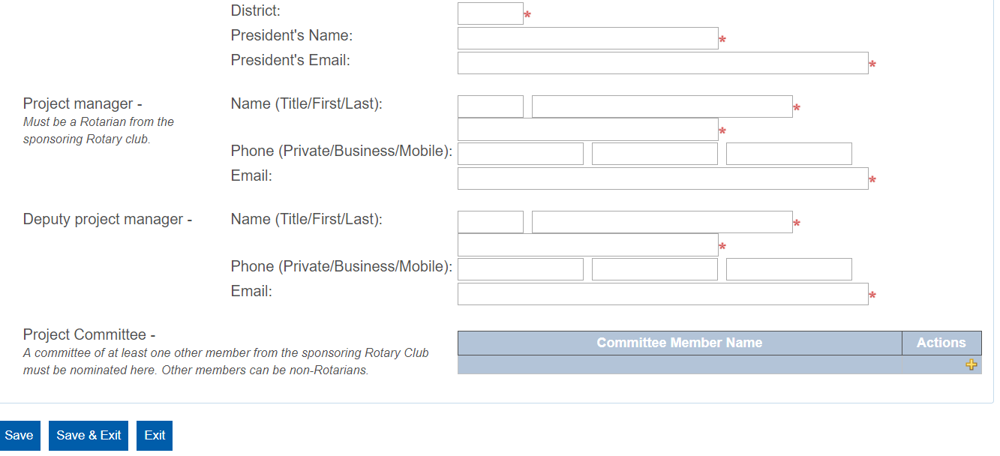 District: *
President's Name: *
President's Email: *
Project manager - Name (Title/First/Last): *
Must be a Rotarian from the
sponsoring Rotary club. *
Phone (Private/Business/Mobile):
Email: *
Deputy project manager - Name (Title/First/Last): *
*
Phone (Private/Business/Mobile):
Email: *
Project Committee -
A committee of at least one other member from the sponsoring Rotary Club
must be nominated here. Other members can be non-Rotarians.
Committee Member Name Actions
Save Save & Exit Exit